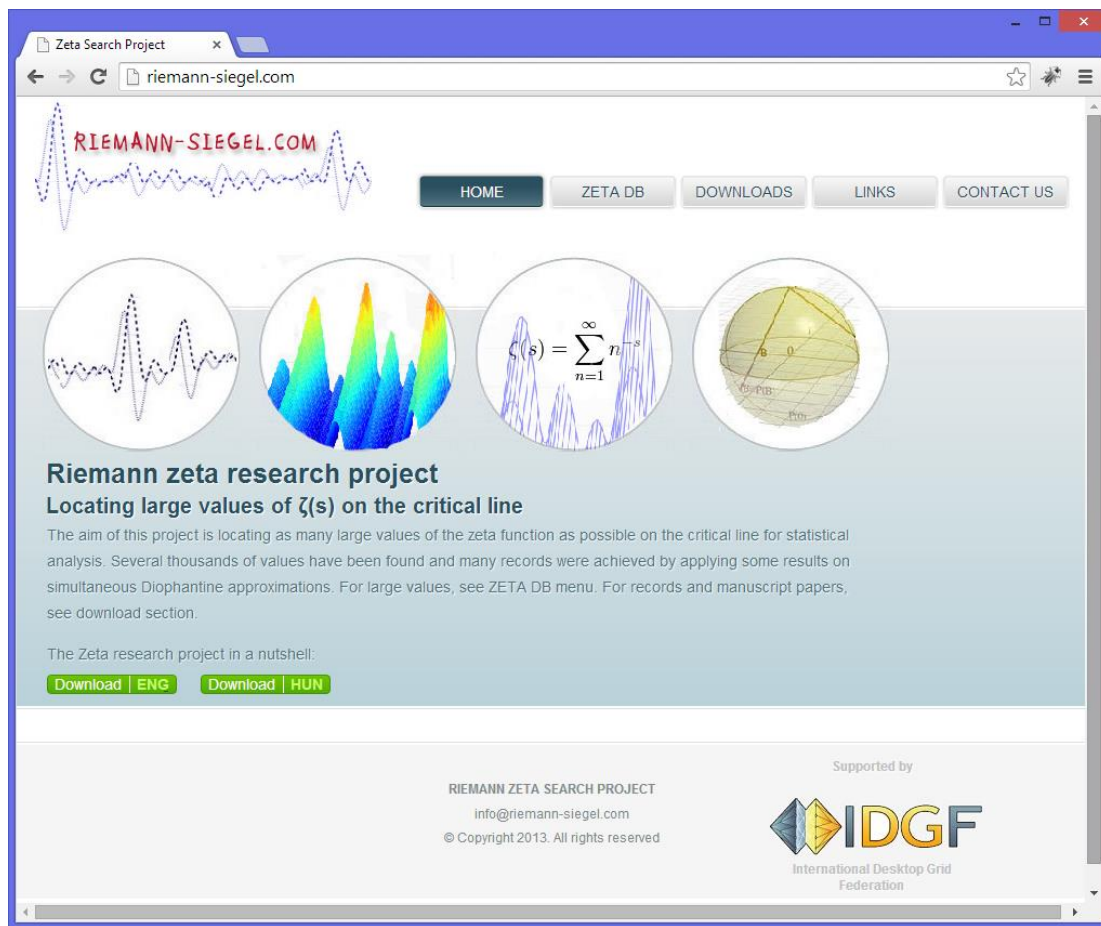 Zeta Search Project
riemann-siegel.com
RIEMANN-SIEGEL.COM
HOME
ZETA DB
DOWNLOADS
LINKS
CONTACT US
ζ(s) = ∑ n=1 ∞ n^-s
B
0
Riemann zeta research project
Locating large values of ζ(s) on the critical line
The aim of this project is locating as many large values of the zeta function as possible on the critical line for statistical
analysis. Several thousands of values have been found and many records were achieved by applying some results on
simultaneous Diophantine approximations. For large values, see ZETA DB menu. For records and manuscript papers,
see download section.
The Zeta research project in a nutshell:
Download | ENG
Download | HUN
Supported by
RIEMANN ZETA SEARCH PROJECT
info@riemann-siegel.com
© Copyright 2013. All rights reserved
IDGF
International Desktop Grid
Federation